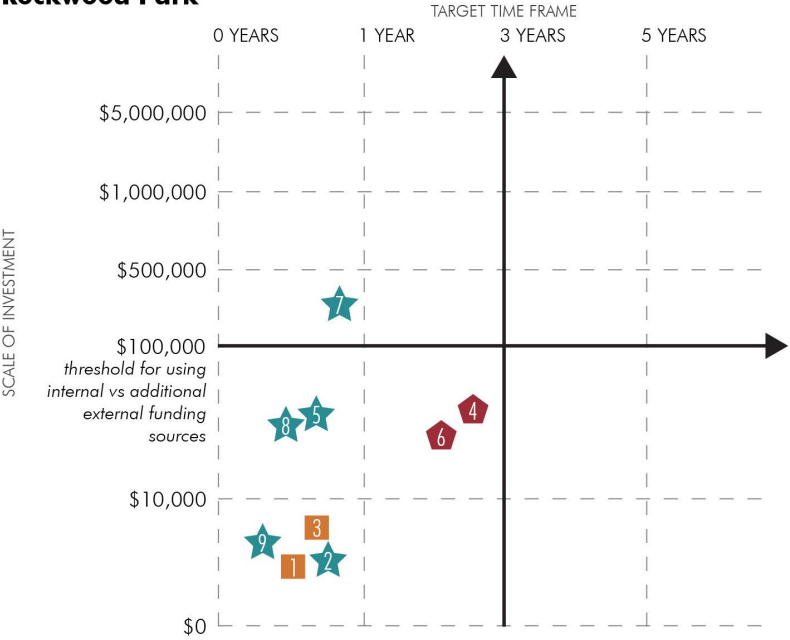 Rockwood Park
TARGET TIME FRAME
0 YEARS 1 YEAR 3 YEARS 5 YEARS
$5,000,000
$1,000,000
$500,000
7
SCALE OF INVESTMENT
$100,000
threshold for using
internal vs additional
external funding
sources
8 5 4
6
$10,000
9 3
1 2
$0